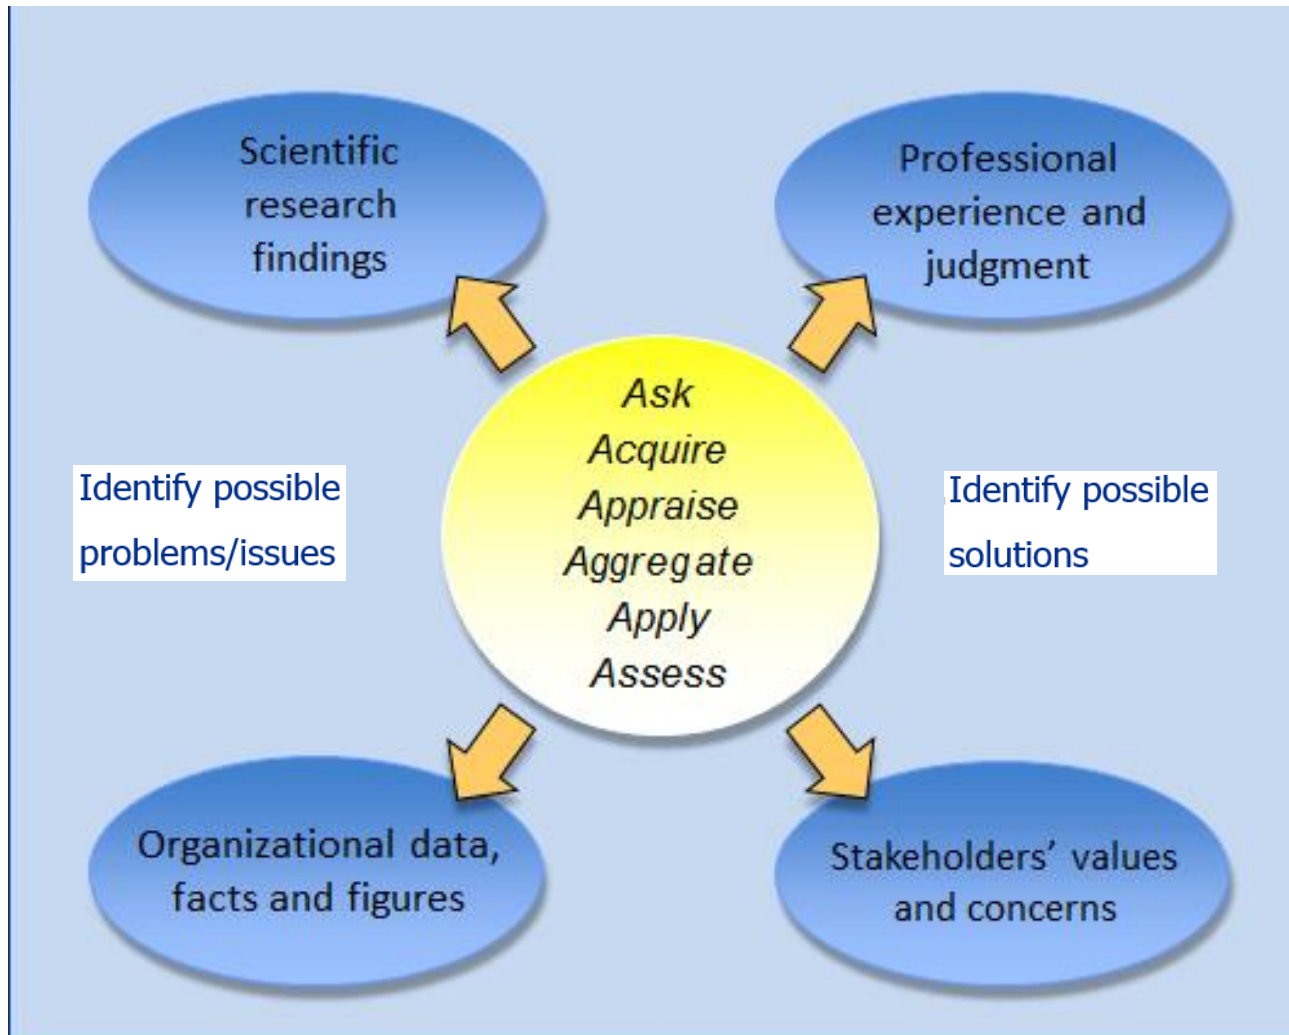 Scientific
research
findings
Professional
experience and
judgment
Ask
Acquire
Appraise
Aggregate
Apply
Assess
Identify possible
problems/issues
Identify possible
solutions
Organizational data,
facts and figures
Stakeholders’ values
and concerns